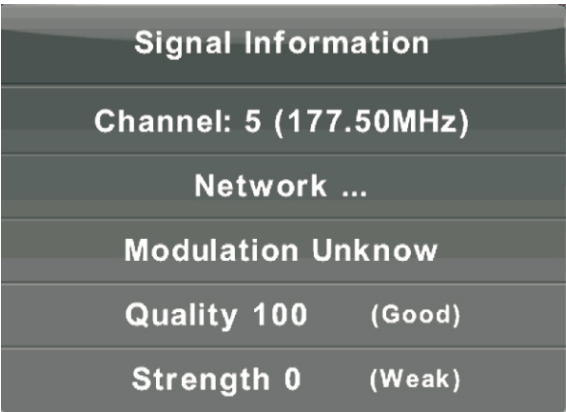 Signal Information
Channel: 5 (177.50MHz)
Network ...
Modulation Unknow
Quality 100 (Good)
Strength 0 (Weak)